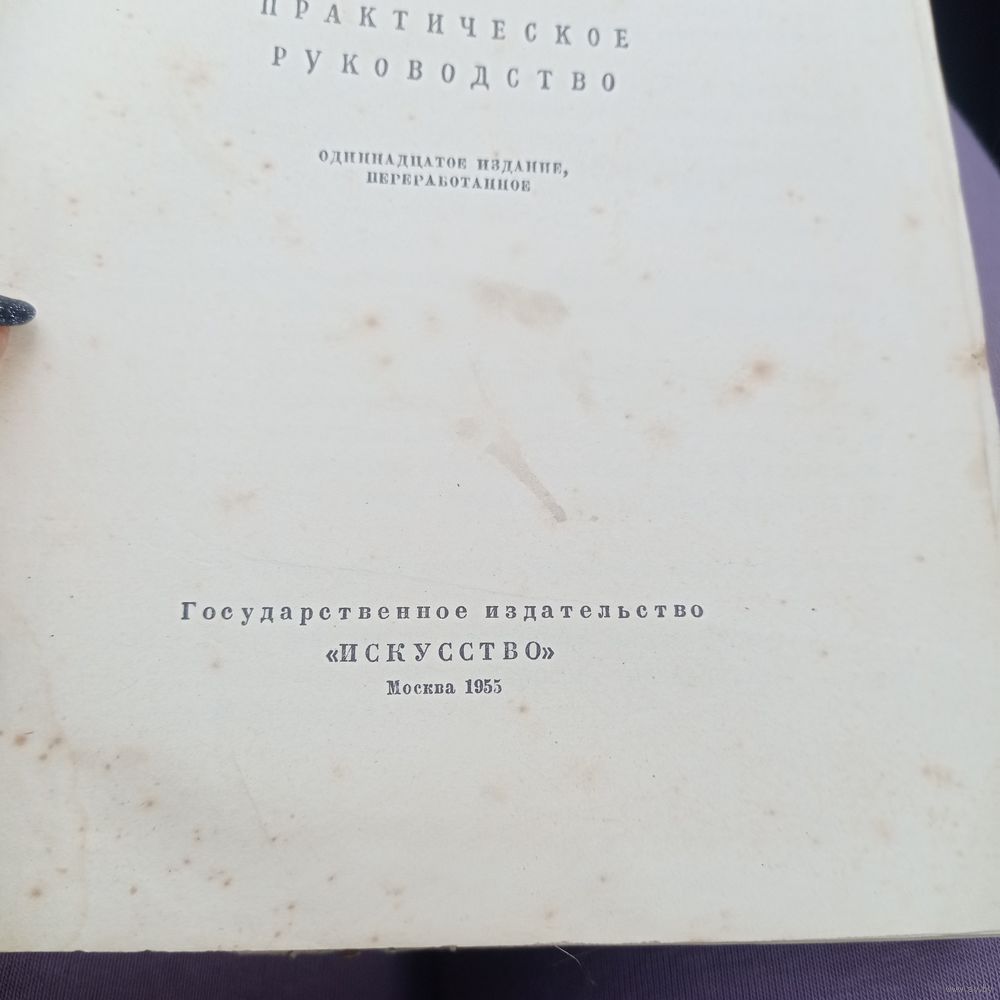 ПРАКТИЧЕСКОЕ
РУКОВОДСТВО
ОДИННАДЦАТОЕ ИЗДАНИЕ,
ПЕРЕРАБОТАННОЕ
Государственное издательство
«ИСКУССТВО»
Москва 1955